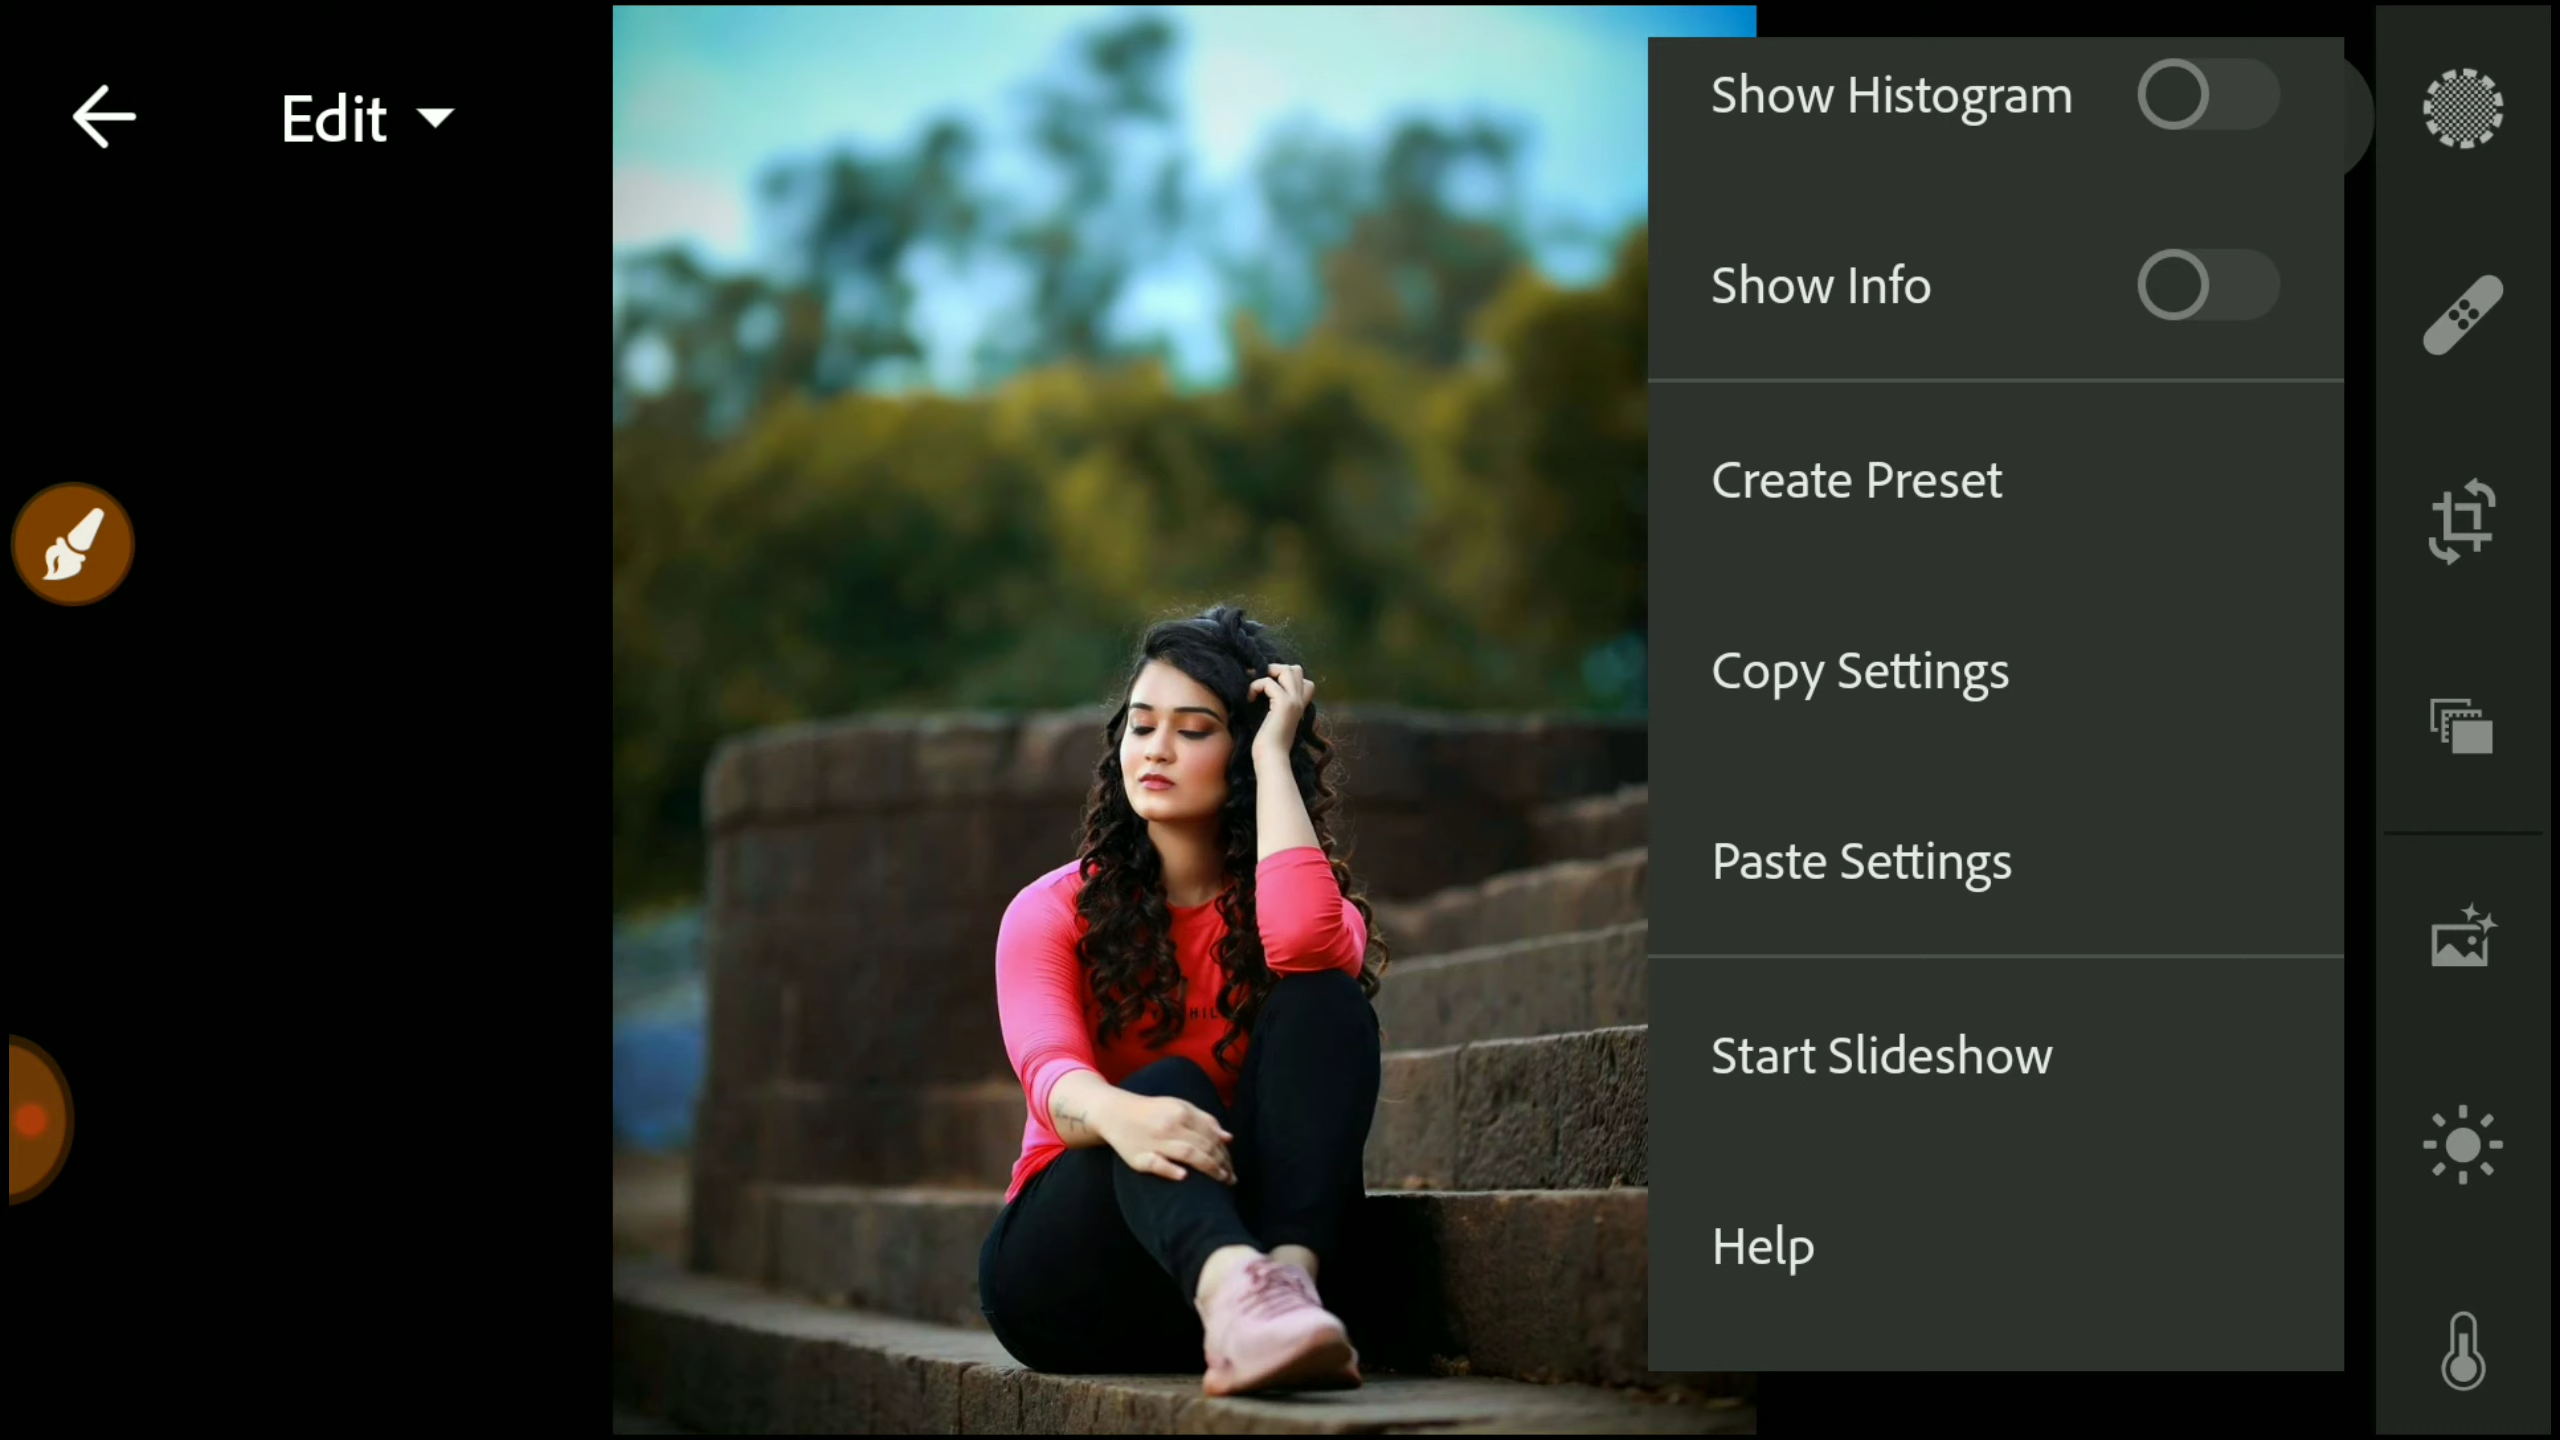 Edit
Show Histogram
Show Info
Create Preset
Copy Settings
Paste Settings
Start Slideshow
Help